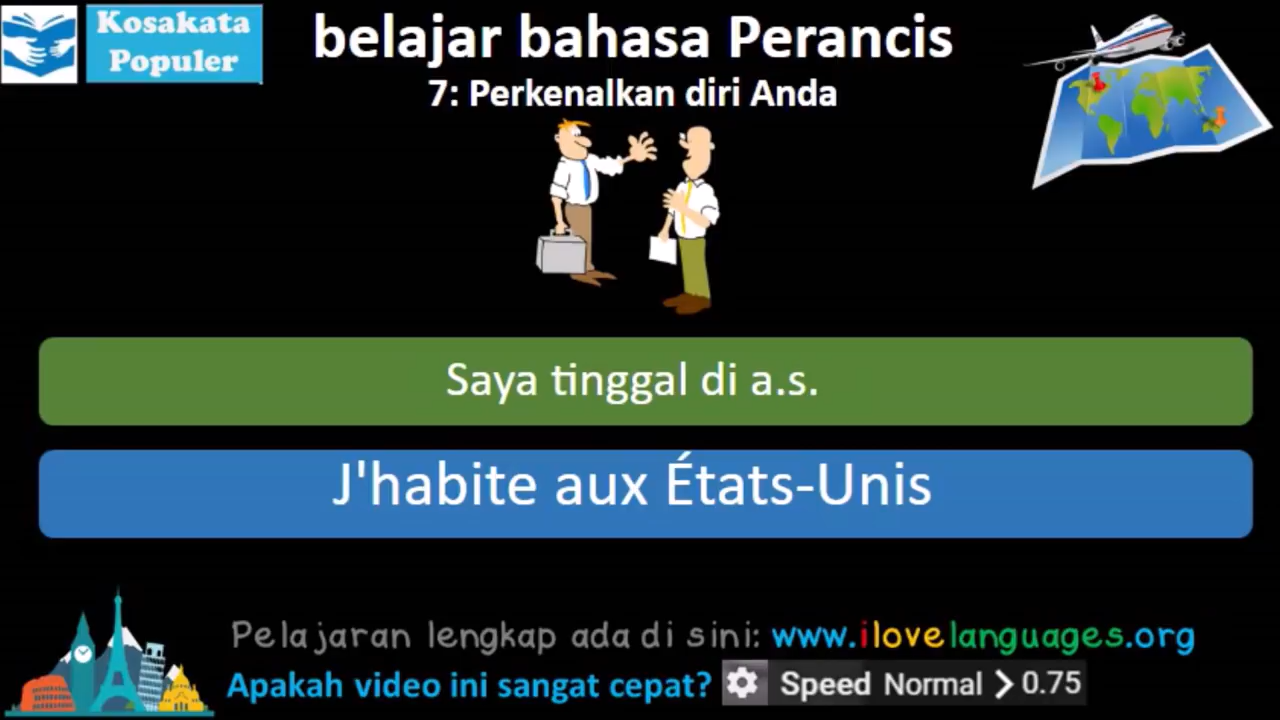 Kosakata
Populer
belajar bahasa Perancis
7: Perkenalkan diri Anda
Saya tinggal di a.s.
J'habite aux États-Unis
Pelajaran lengkap ada di sini: www.ilovelanguages.org
Apakah video ini sangat cepat? Speed Normal > 0.75